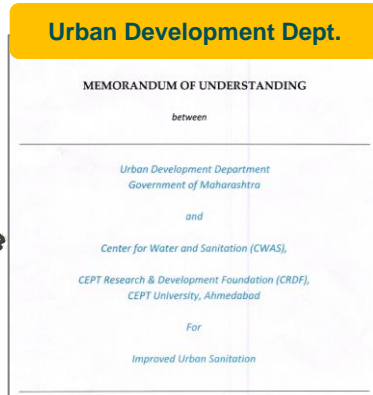 Urban Development Dept.
MEMORANDUM OF UNDERSTANDING
between
Urban Development Department
Government of Maharashtra
and
Center for Water and Sanitation (CWAS),
CEPT Research & Development Foundation (CRDF),
CEPT University, Ahmedabad
For
Improved Urban Sanitation